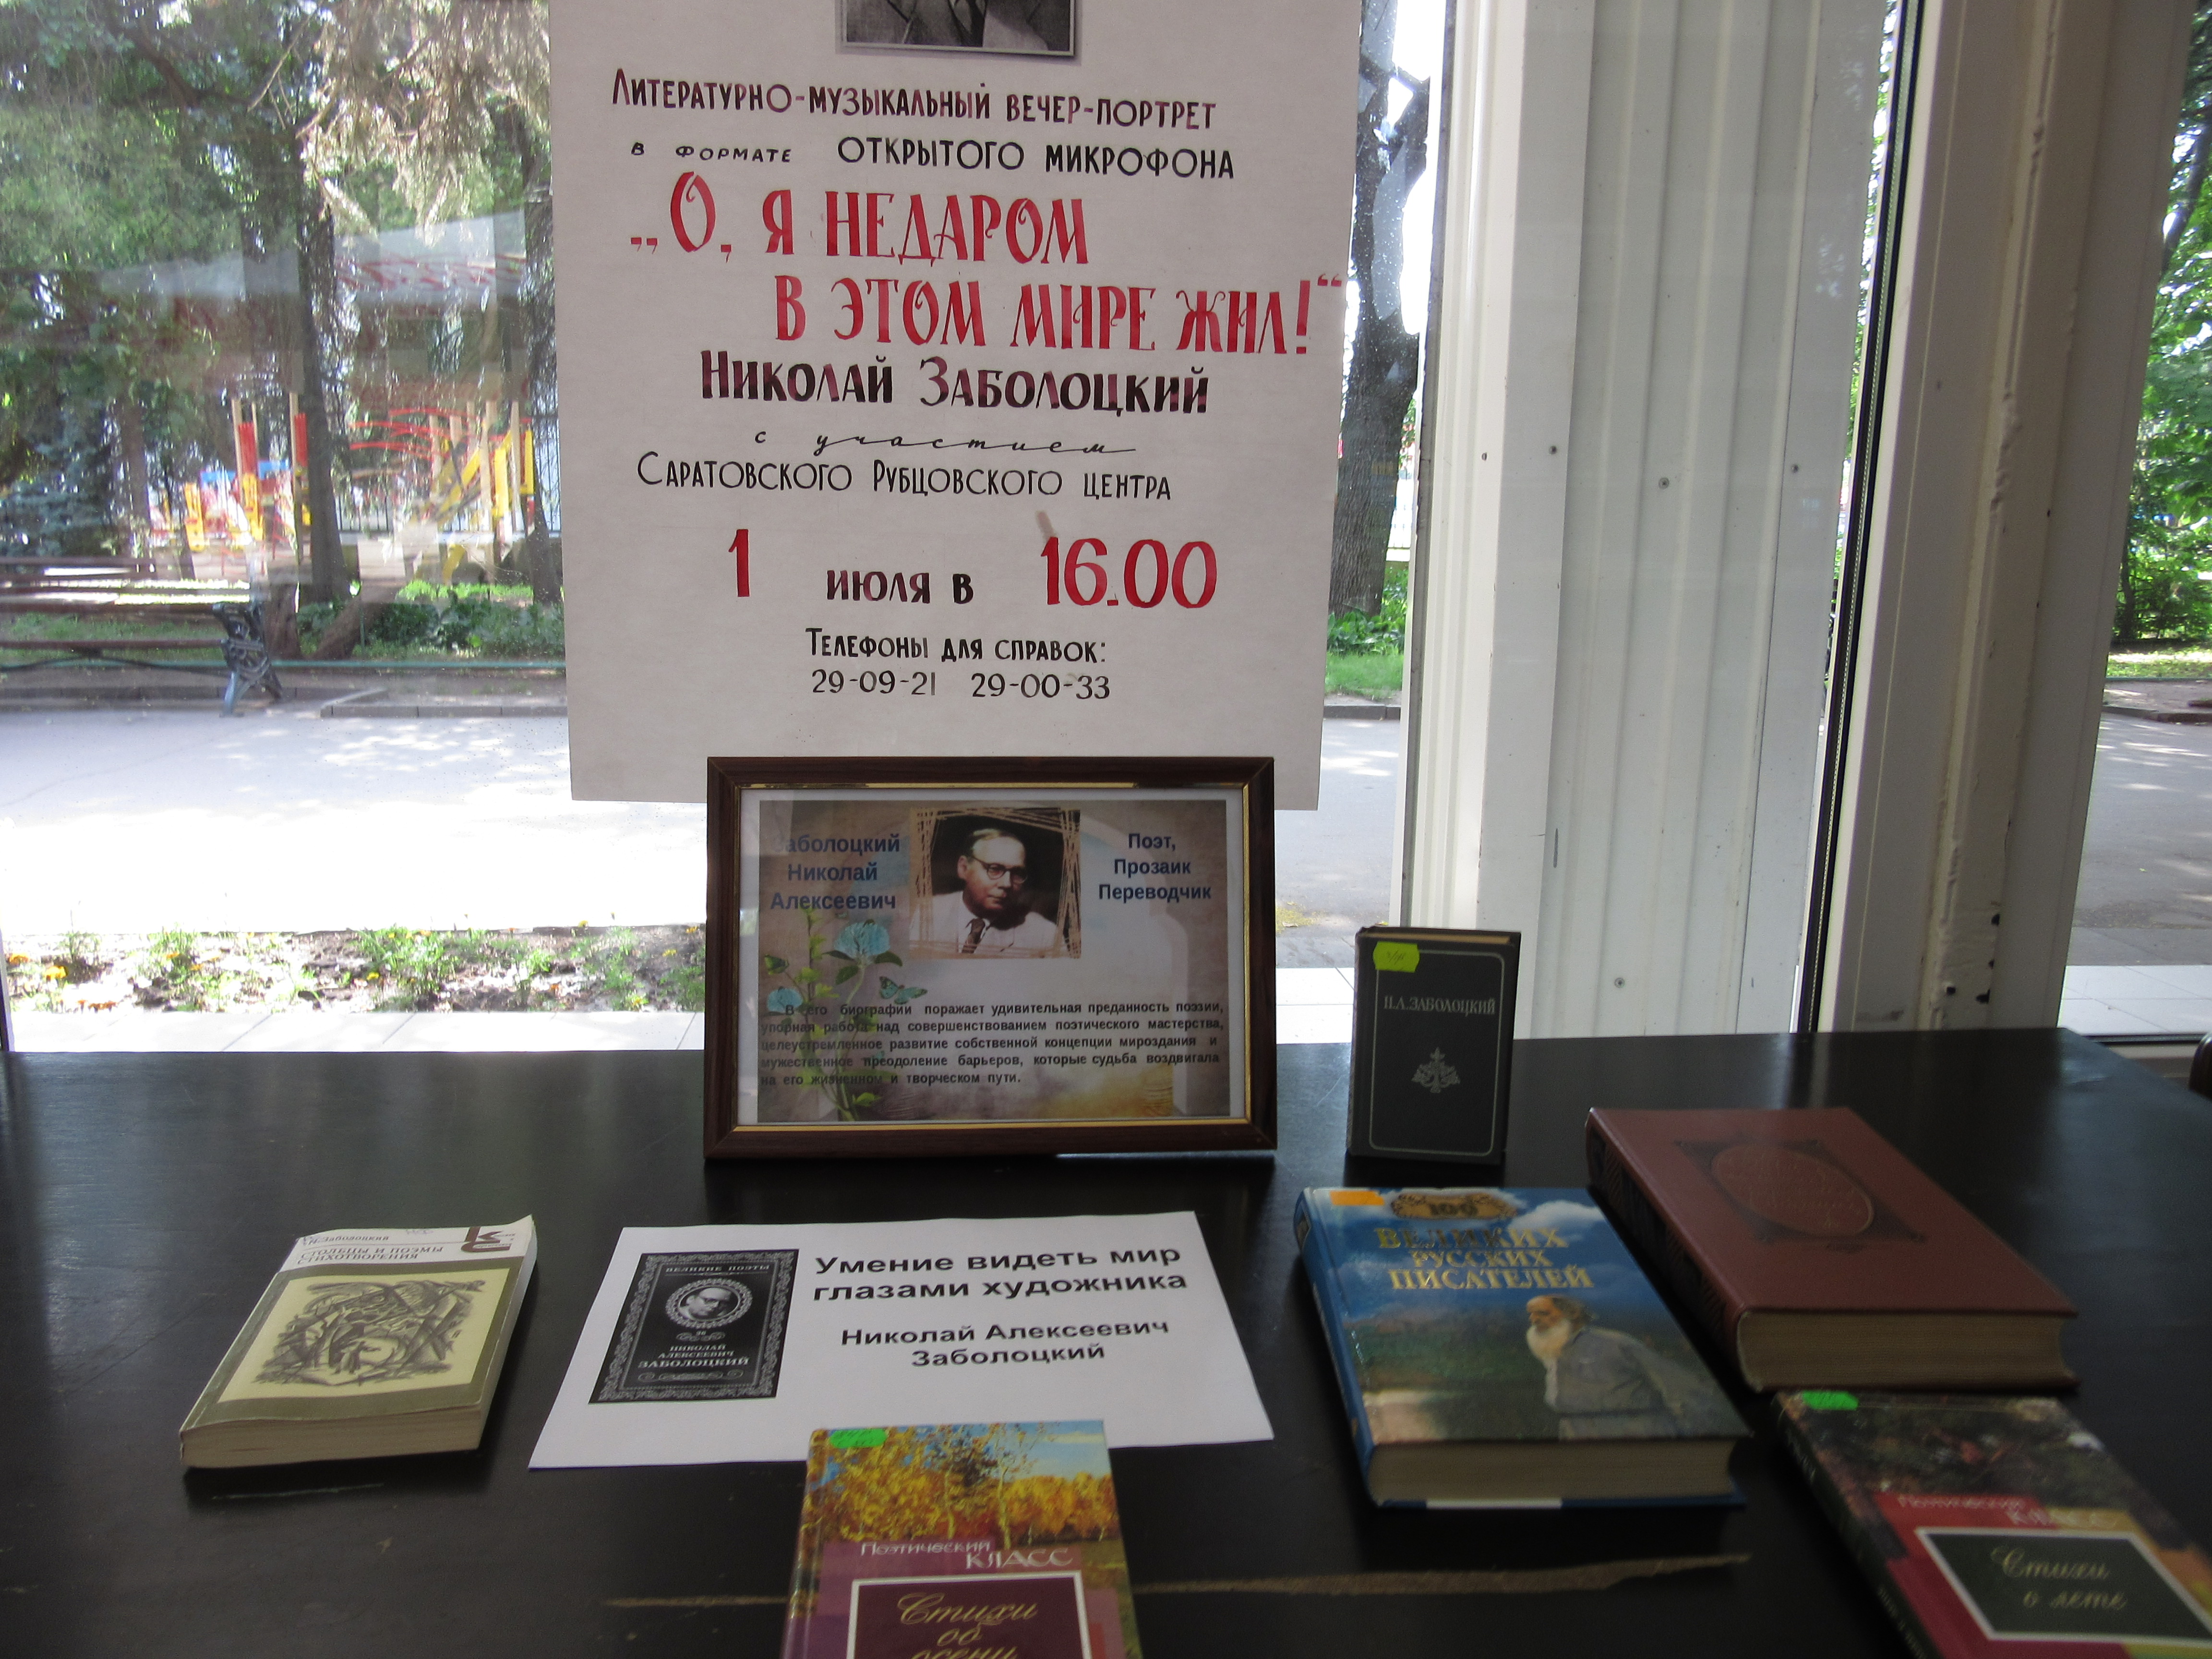 Литературно-музыкальный вечер-портрет
в формате открытого микрофона
„О, я недаром
в этом мире жил!“
Николай Заболоцкий
с участием
Саратовского Рубцовского центра
1 июля в 16.00
Телефоны для справок:
29-09-21 29-00-33
Заболоцкий
Николай
Алексеевич
Поэт,
Прозаик
Переводчик
В его биографии поражает удивительная преданность поэзии,
упорная работа над совершенствованием поэтического мастерства,
целеустремленное развитие собственной концепции мироздания и
мужественное преодоление барьеров, которые судьба воздвигала
на его жизненном и творческом пути.
Н.А.ЗАБОЛОЦКИЙ
Н.Заболоцкий
СТОЛБЦЫ И ПОЭМЫ
СТИХОТВОРЕНИЯ
ВЕЛИКИЕ ПОЭТЫ
НИКОЛАЙ
АЛЕКСЕЕВИЧ
ЗАБОЛОЦКИЙ
Умение видеть мир
глазами художника
Николай Алексеевич
Заболоцкий
100
ВЕЛИКИХ
РУССКИХ
ПИСАТЕЛЕЙ
Поэтический
КЛАСС
Стихи
об
осени
Поэтический
КЛАСС
Стихи
о лете